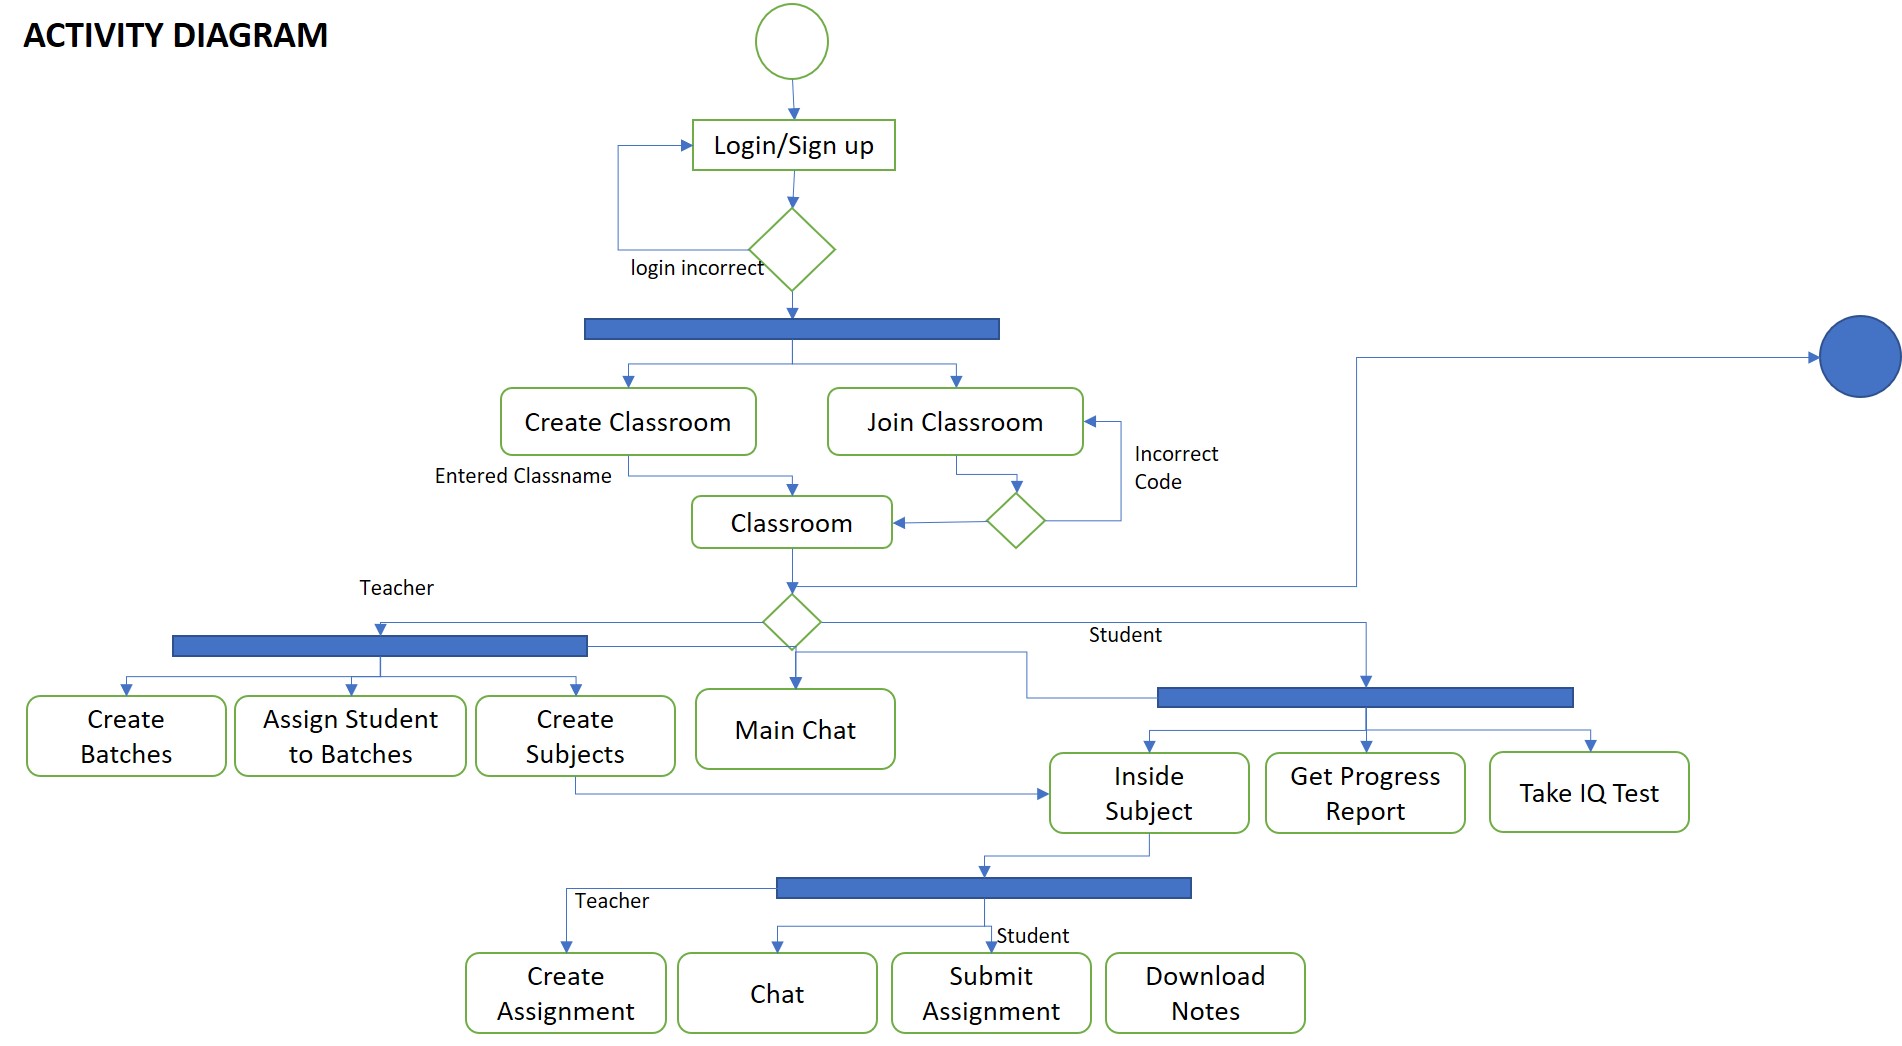 ACTIVITY DIAGRAM
Login/Sign up
login incorrect
Create Classroom
Join Classroom
Incorrect
Code
Entered Classname
Classroom
Teacher
Student
Create
Batches
Assign Student
to Batches
Create
Subjects
Main Chat
Inside
Subject
Get Progress
Report
Take IQ Test
Teacher
Student
Create
Assignment
Chat
Submit
Assignment
Download
Notes